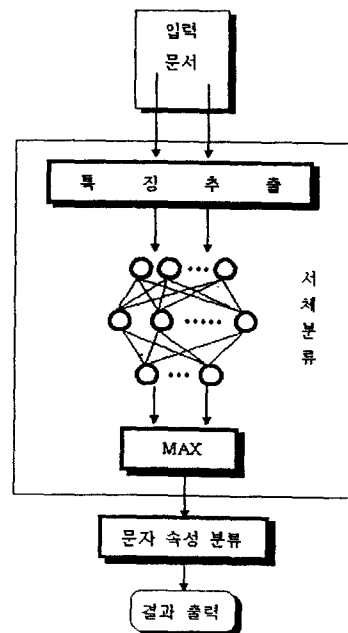 입력
문서
특 징 추 출
서
체
분
류
MAX
문자 속성 분류
결과 출력